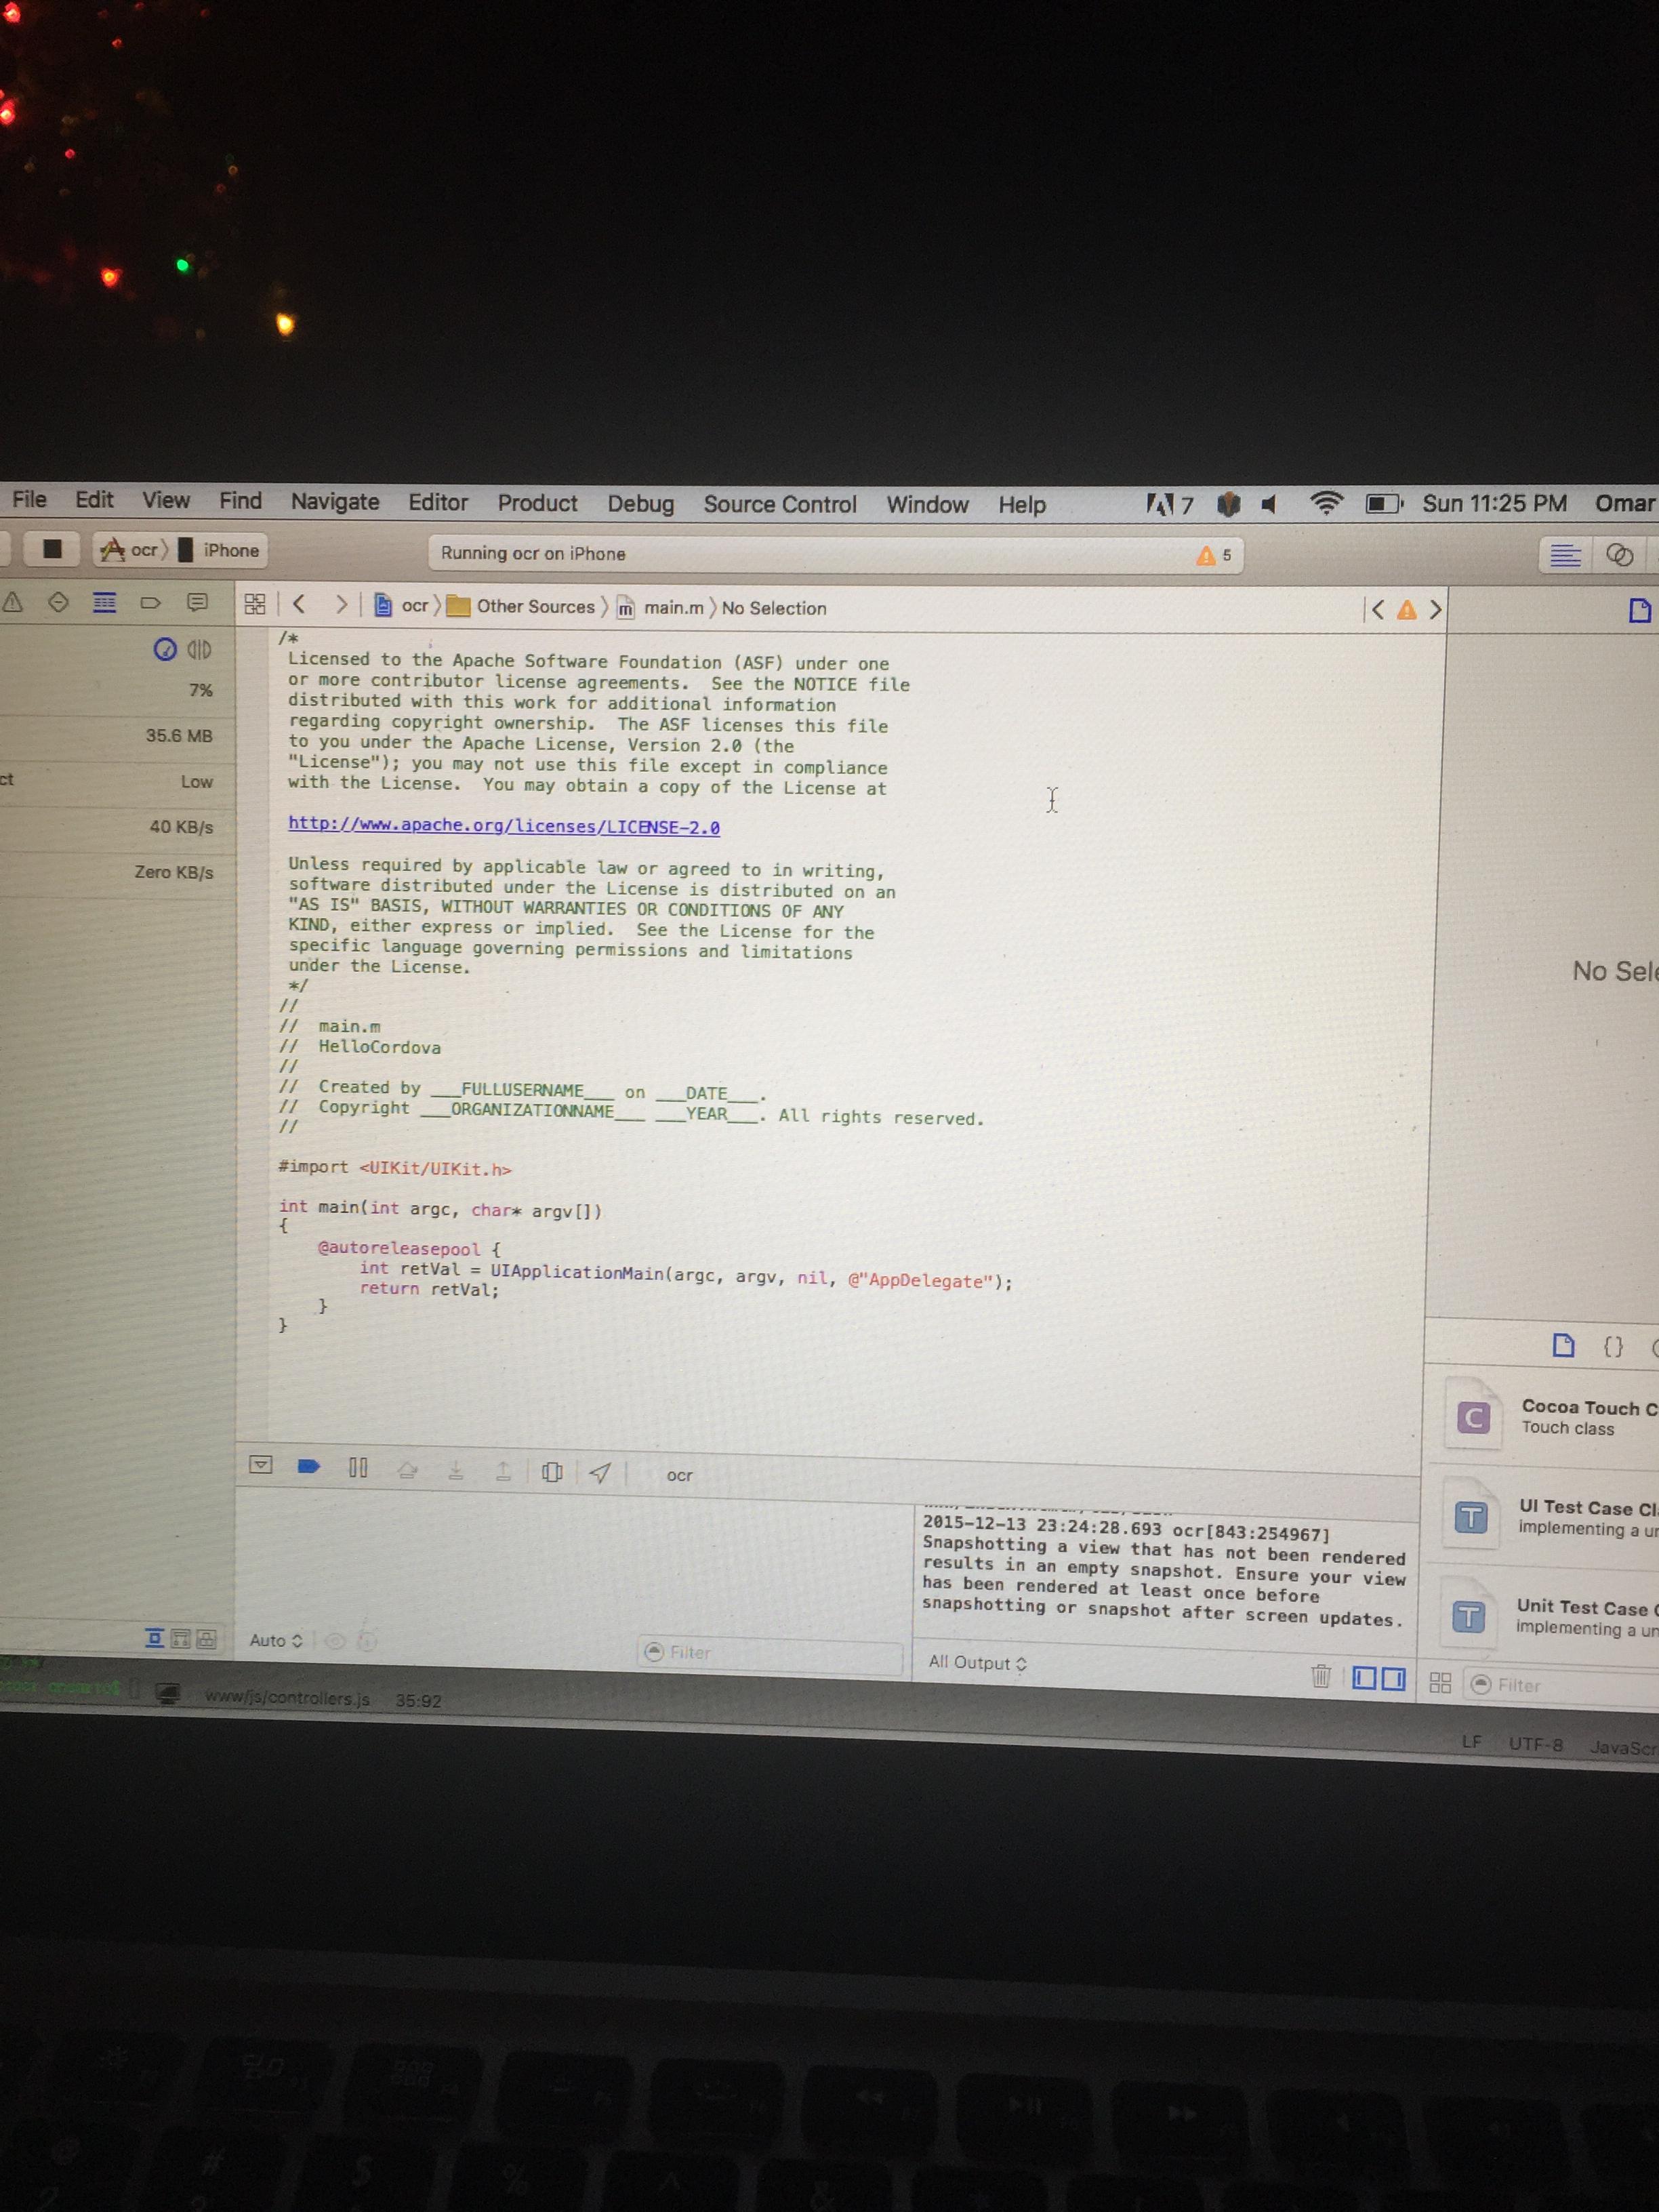 File Edit View Find Navigate Editor Product Debug Source Control Window Help 7 Sun 11:25 PM Omar
ocr iPhone Running ocr on iPhone 5
ocr Other Sources m main.m No Selection
7%
35.6 MB
ct Low
40 KB/s
Zero KB/s
/*
Licensed to the Apache Software Foundation (ASF) under one
or more contributor license agreements.  See the NOTICE file
distributed with this work for additional information
regarding copyright ownership.  The ASF licenses this file
to you under the Apache License, Version 2.0 (the
"License"); you may not use this file except in compliance
with the License.  You may obtain a copy of the License at
http://www.apache.org/licenses/LICENSE-2.0
Unless required by applicable law or agreed to in writing,
software distributed under the License is distributed on an
"AS IS" BASIS, WITHOUT WARRANTIES OR CONDITIONS OF ANY
KIND, either express or implied.  See the License for the
specific language governing permissions and limitations
under the License.
*/
//
//  main.m
//  HelloCordova
//
//  Created by ___FULLUSERNAME___ on ___DATE___.
//  Copyright ___ORGANIZATIONNAME___ ___YEAR___. All rights reserved.
//
#import <UIKit/UIKit.h>
int main(int argc, char* argv[])
{
    @autoreleasepool {
        int retVal = UIApplicationMain(argc, argv, nil, @"AppDelegate");
        return retVal;
    }
}
No Sele
{}
C Cocoa Touch C
Touch class
T UI Test Case Cl
implementing a un
T Unit Test Case
implementing a un
Filter
ocr
2015-12-13 23:24:28.693 ocr[843:254967]
Snapshotting a view that has not been rendered
results in an empty snapshot. Ensure your view
has been rendered at least once before
snapshotting or snapshot after screen updates.
Auto Filter All Output
www/js/controllers.js 35:92
LF UTF-8 JavaScr